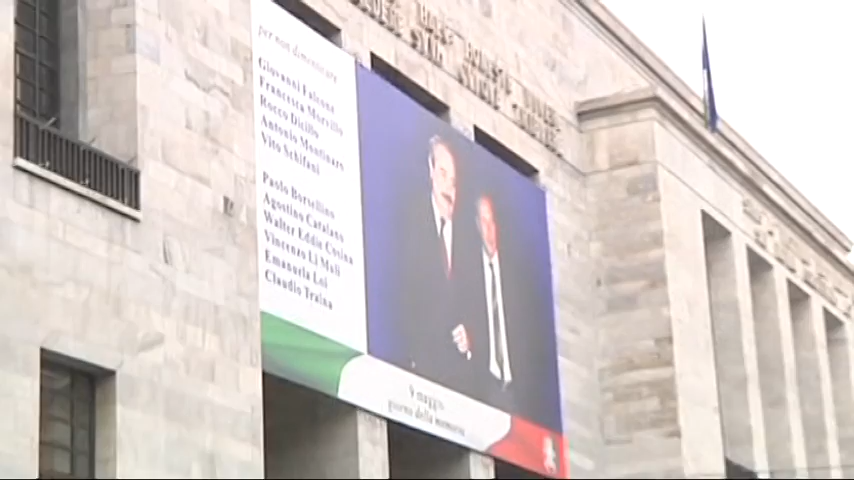 per non dimenticare
Giovanni Falcone
Francesca Morvillo
Rocco Dicillo
Antonio Montinaro
Vito Schifani
Paolo Borsellino
Agostino Catalano
Walter Eddie Cosina
Vincenzo Li Muli
Emanuela Loi
Claudio Traina
9 maggio
giorno della memoria